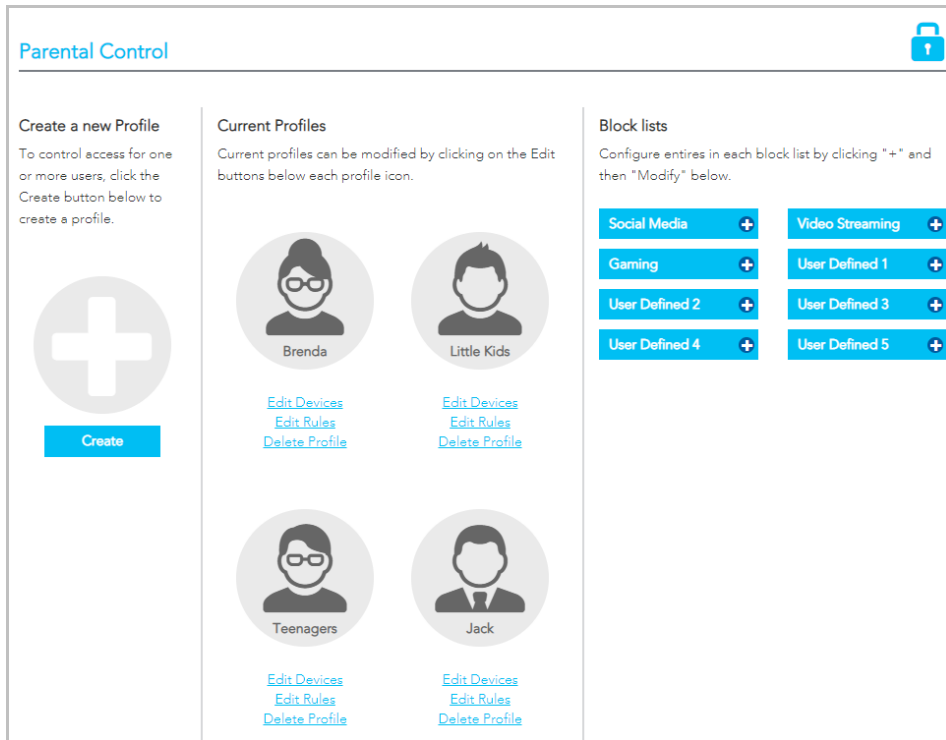 Parental Control
Create a new Profile
To control access for one
or more users, click the
Create button below to
create a profile.
Create
Current Profiles
Current profiles can be modified by clicking on the Edit
buttons below each profile icon.
Brenda
Edit Devices
Edit Rules
Delete Profile
Little Kids
Edit Devices
Edit Rules
Delete Profile
Teenagers
Edit Devices
Edit Rules
Delete Profile
Jack
Edit Devices
Edit Rules
Delete Profile
Block lists
Configure entires in each block list by clicking "+" and
then "Modify" below.
Social Media
Video Streaming
Gaming
User Defined 1
User Defined 2
User Defined 3
User Defined 4
User Defined 5